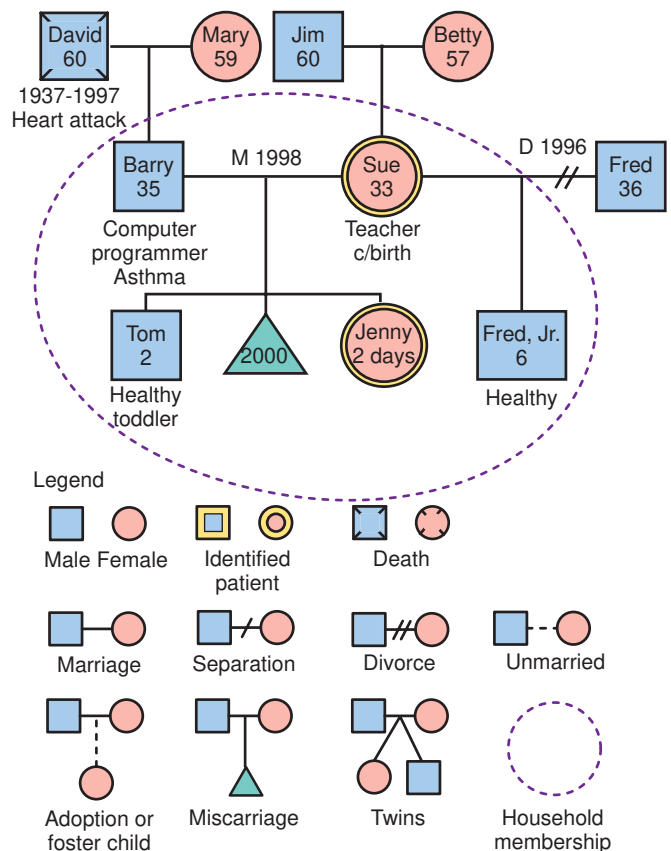 David
60
Mary
59
Jim
60
Betty
57
1937-1997
Heart attack
M 1998
D 1996
Barry
35
Sue
33
Fred
36
Computer
programmer
Asthma
Teacher
c/birth
Tom
2
2000
Jenny
2 days
Fred, Jr.
6
Healthy
toddler
Healthy
Legend
Male Female
Identified
patient
Death
Marriage
Separation
Divorce
Unmarried
Adoption or
foster child
Miscarriage
Twins
Household
membership